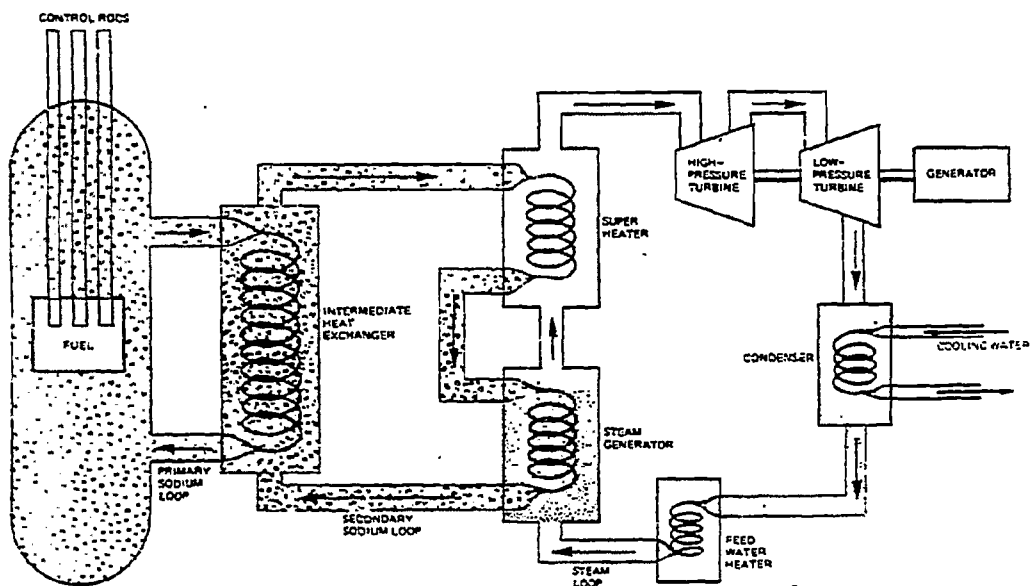 CONTROL RODS
FUEL
PRIMARY
SODIUM
LOOP
INTERMEDIATE
HEAT
EXCHANGER
SECONDARY
SODIUM LOOP
SUPER
HEATER
STEAM
GENERATOR
HIGH-
PRESSURE
TURBINE
LOW-
PRESSURE
TURBINE
GENERATOR
CONDENSER
COOLING WATER
FEED
WATER
HEATER
STEAM
LOOP